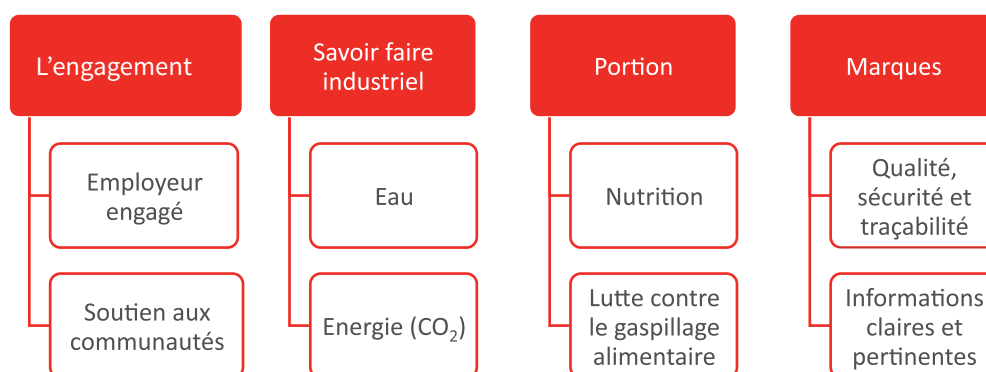 L’engagement
Employeur
engagé
Soutien aux
communautés
Savoir faire
industriel
Eau
Energie (CO₂)
Portion
Nutrition
Lutte contre
le gaspillage
alimentaire
Marques
Qualité,
sécurité et
traçabilité
Informations
claires et
pertinentes